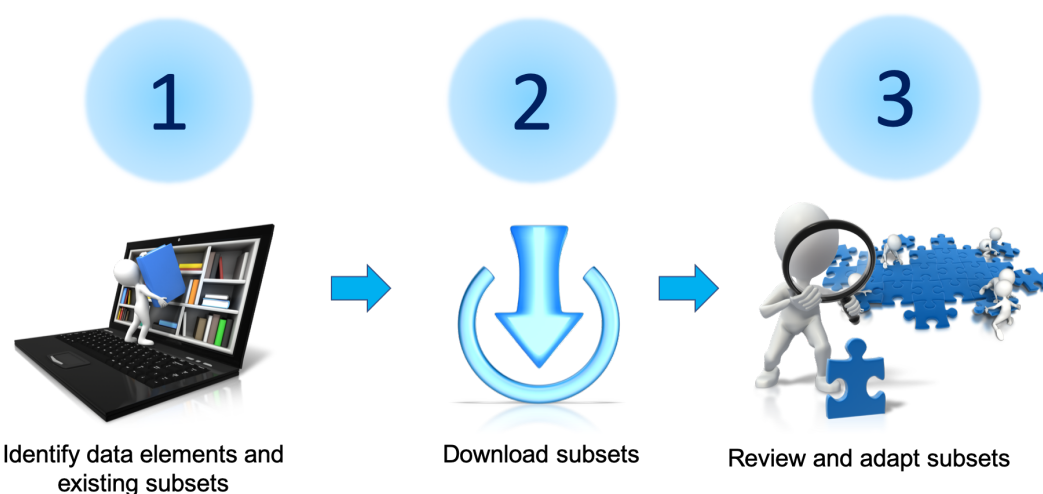 1
2
3
Identify data elements and
existing subsets
Download subsets
Review and adapt subsets